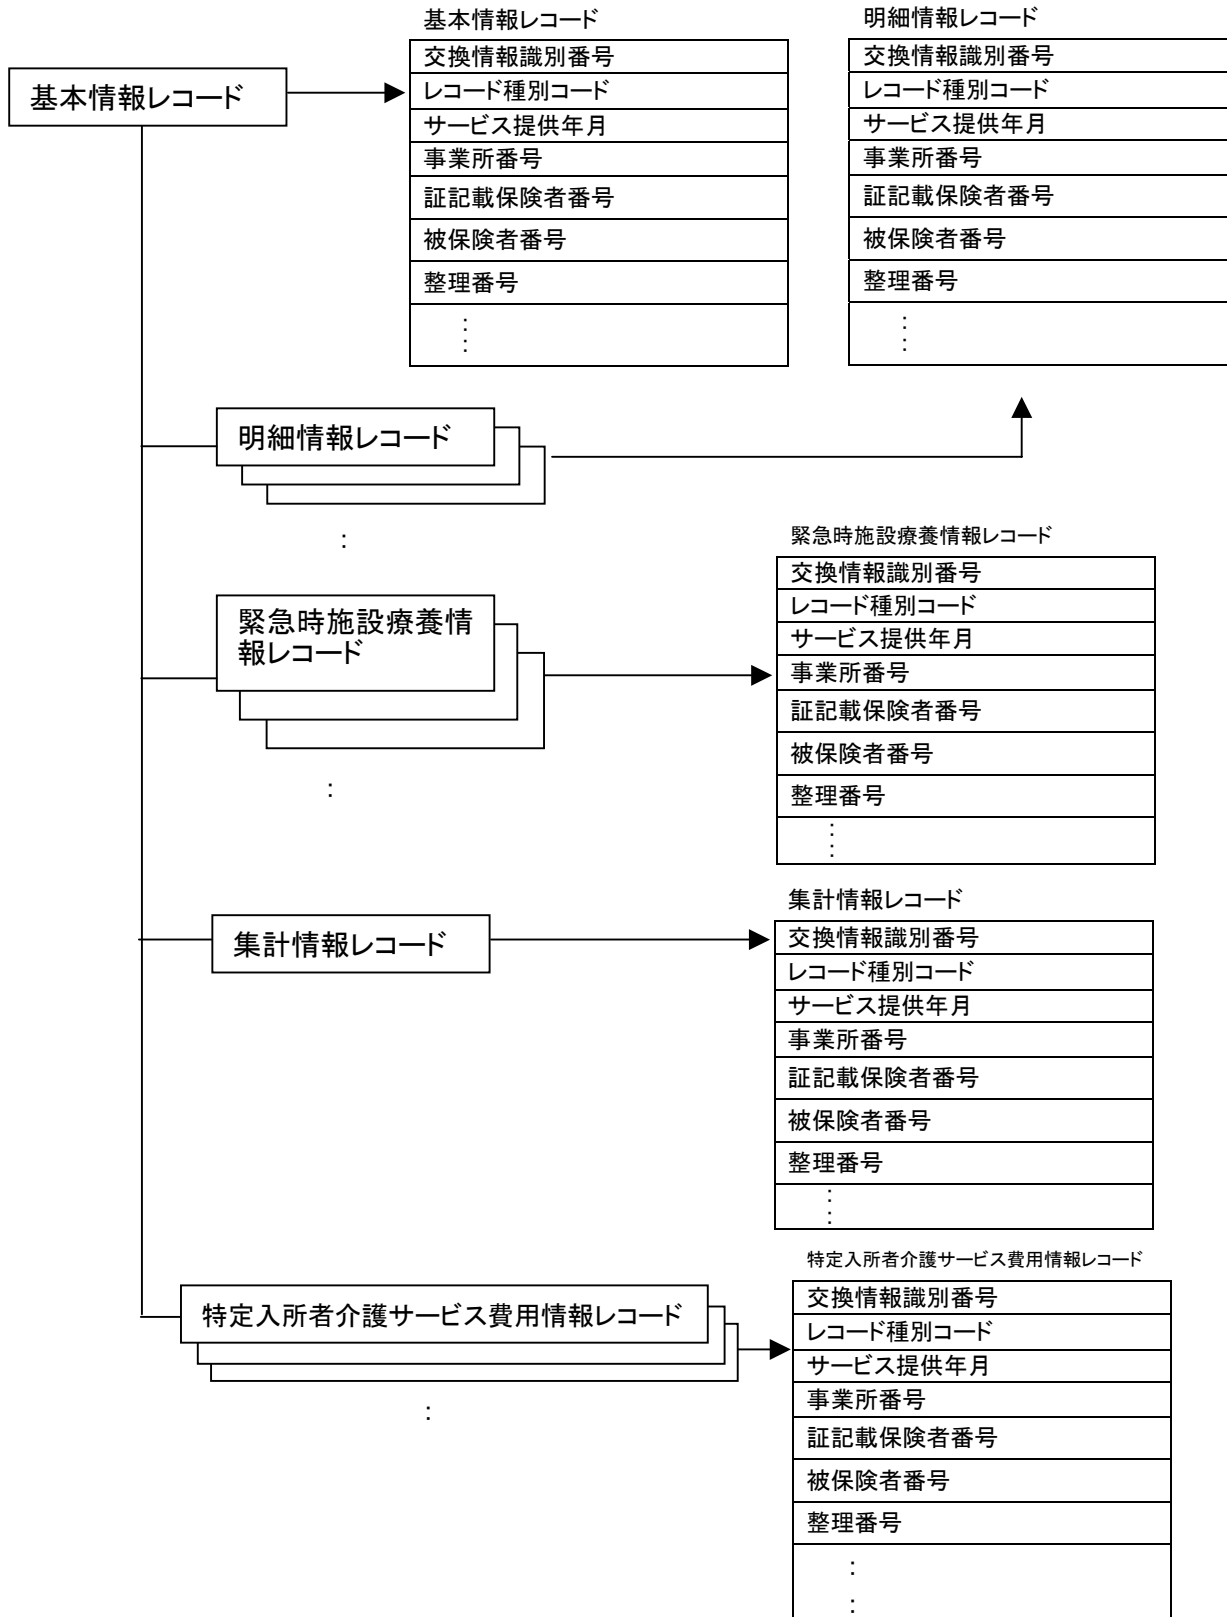 基本情報レコード
基本情報レコード
交換情報識別番号
レコード種別コード
サービス提供年月
事業所番号
証記載保険者番号
被保険者番号
整理番号
:
:
明細情報レコード
交換情報識別番号
レコード種別コード
サービス提供年月
事業所番号
証記載保険者番号
被保険者番号
整理番号
:
:
明細情報レコード
:
緊急時施設療養情
報レコード
:
緊急時施設療養情報レコード
交換情報識別番号
レコード種別コード
サービス提供年月
事業所番号
証記載保険者番号
被保険者番号
整理番号
:
:
集計情報レコード
集計情報レコード
交換情報識別番号
レコード種別コード
サービス提供年月
事業所番号
証記載保険者番号
被保険者番号
整理番号
:
:
特定入所者介護サービス費用情報レコード
:
特定入所者介護サービス費用情報レコード
交換情報識別番号
レコード種別コード
サービス提供年月
事業所番号
証記載保険者番号
被保険者番号
整理番号
:
: